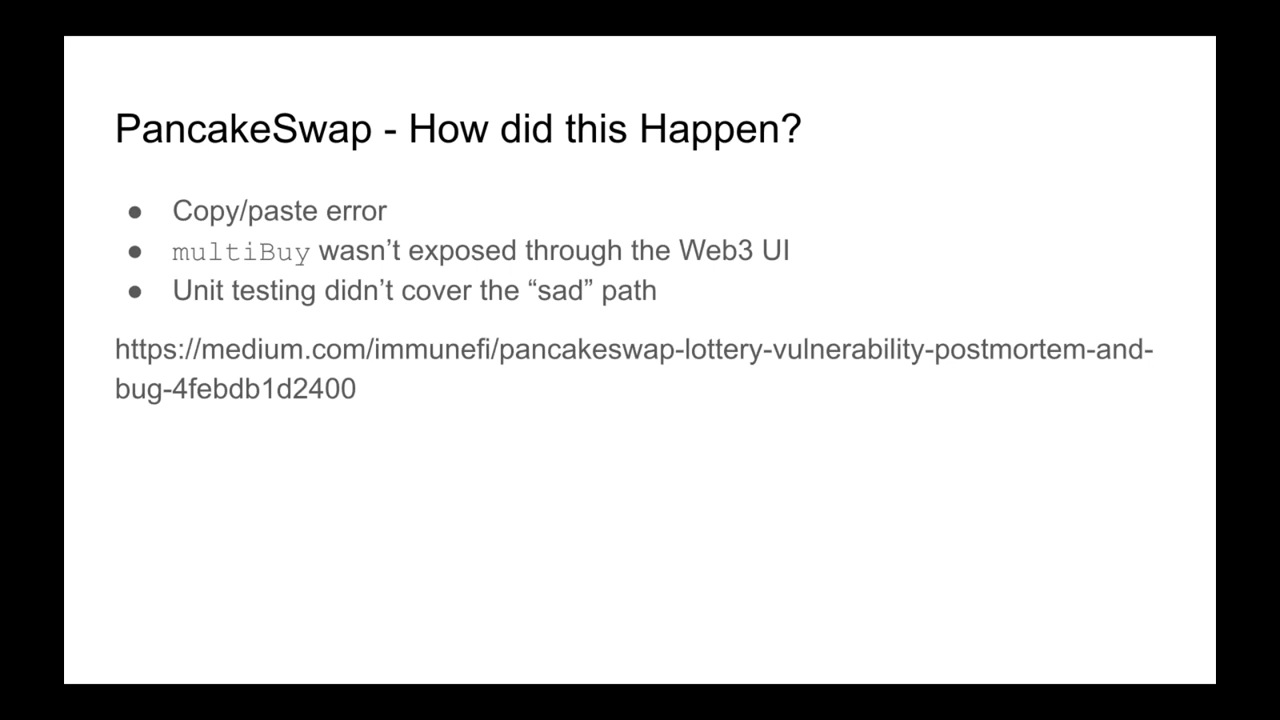 PancakeSwap - How did this Happen?
● Copy/paste error
● multiBuy wasn’t exposed through the Web3 UI
● Unit testing didn’t cover the “sad” path
https://medium.com/immunefi/pancakeswap-lottery-vulnerability-postmortem-and-
bug-4febdb1d2400